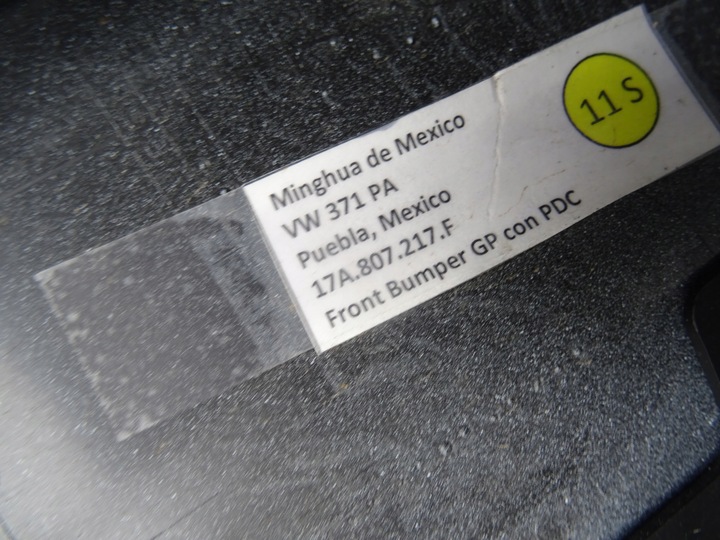 Minghua de Mexico
VW 371 PA
Puebla, Mexico
17A.807.217.F
Front Bumper GP con PDC
11 S